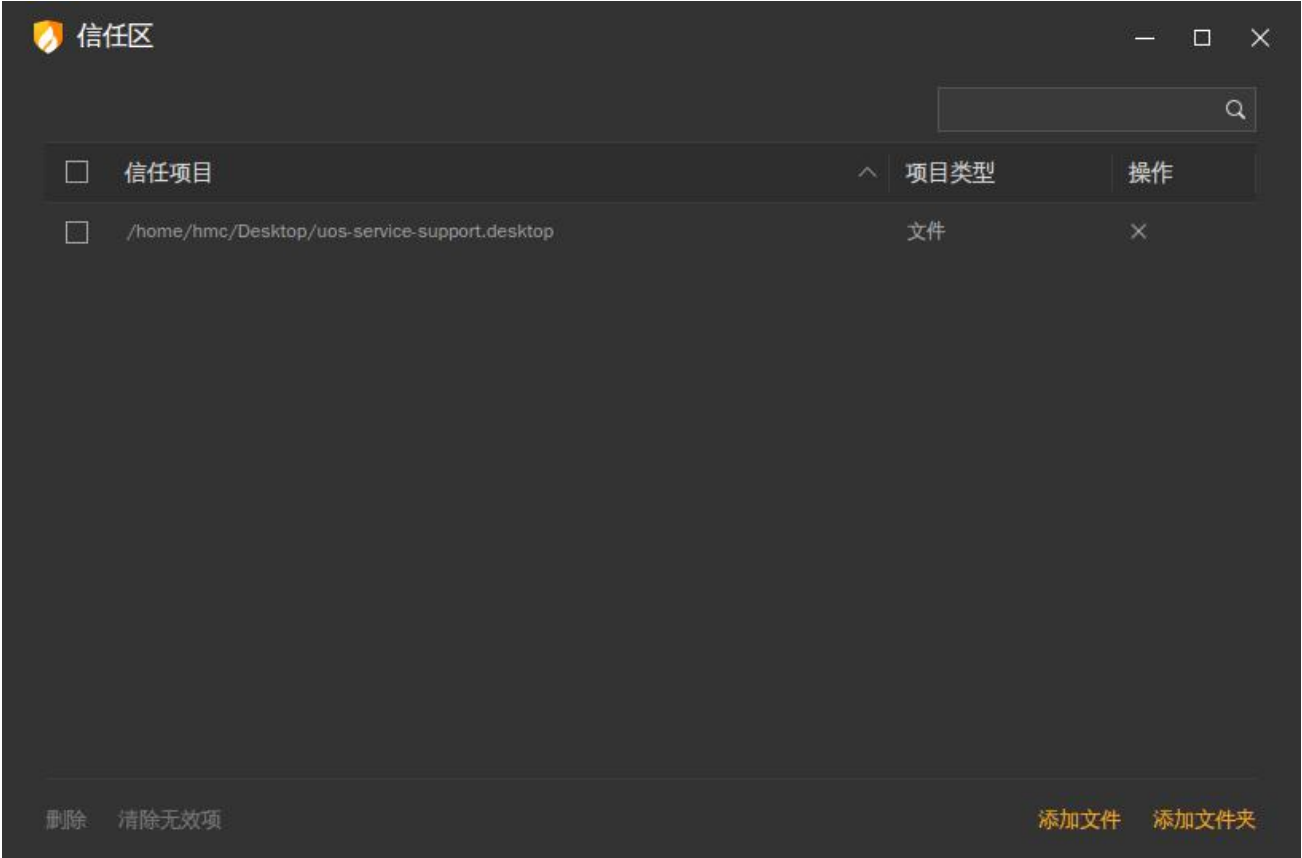 信任区
信任项目 项目类型 操作
/home/hmc/Desktop/uos-service-support.desktop 文件
删除 清除无效项 添加文件 添加文件夹